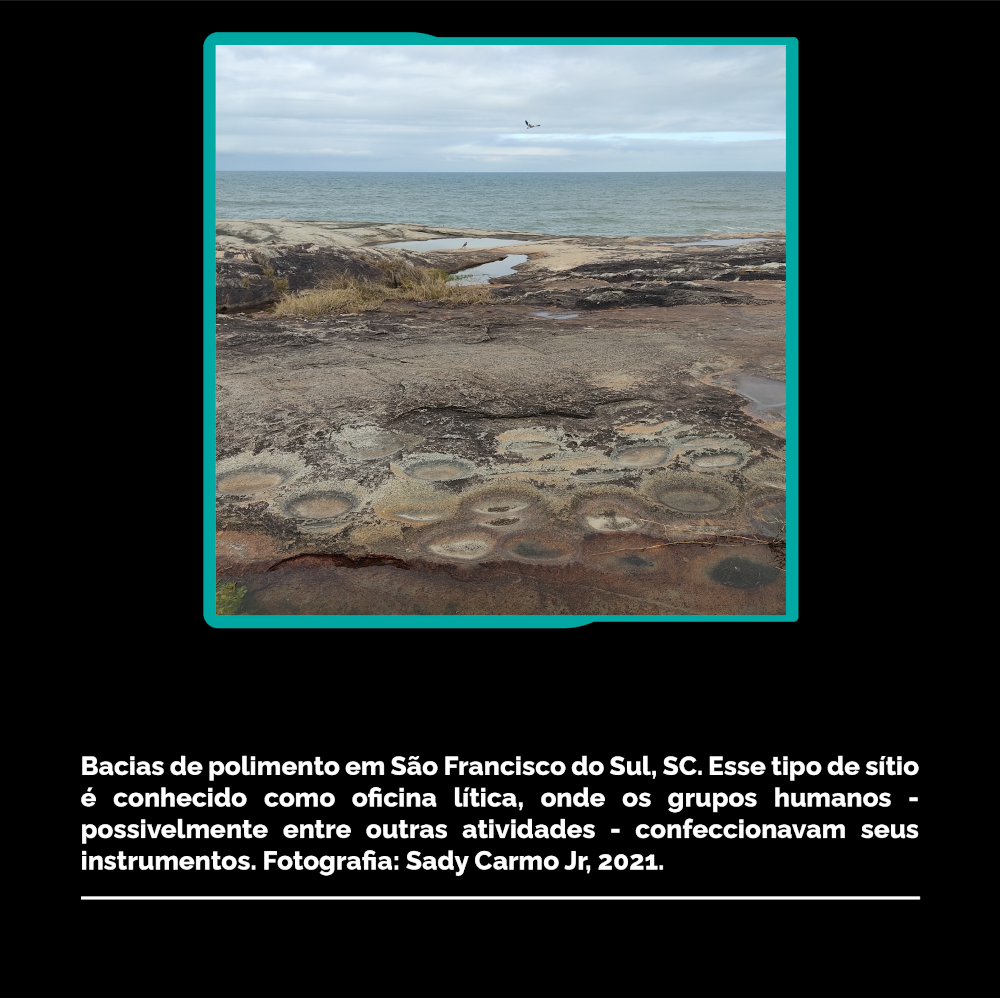 Bacias de polimento em São Francisco do Sul, SC. Esse tipo de sítio
é conhecido como oficina lítica, onde os grupos humanos -
possivelmente entre outras atividades - confeccionavam seus
instrumentos. Fotografia: Sady Carmo Jr, 2021.